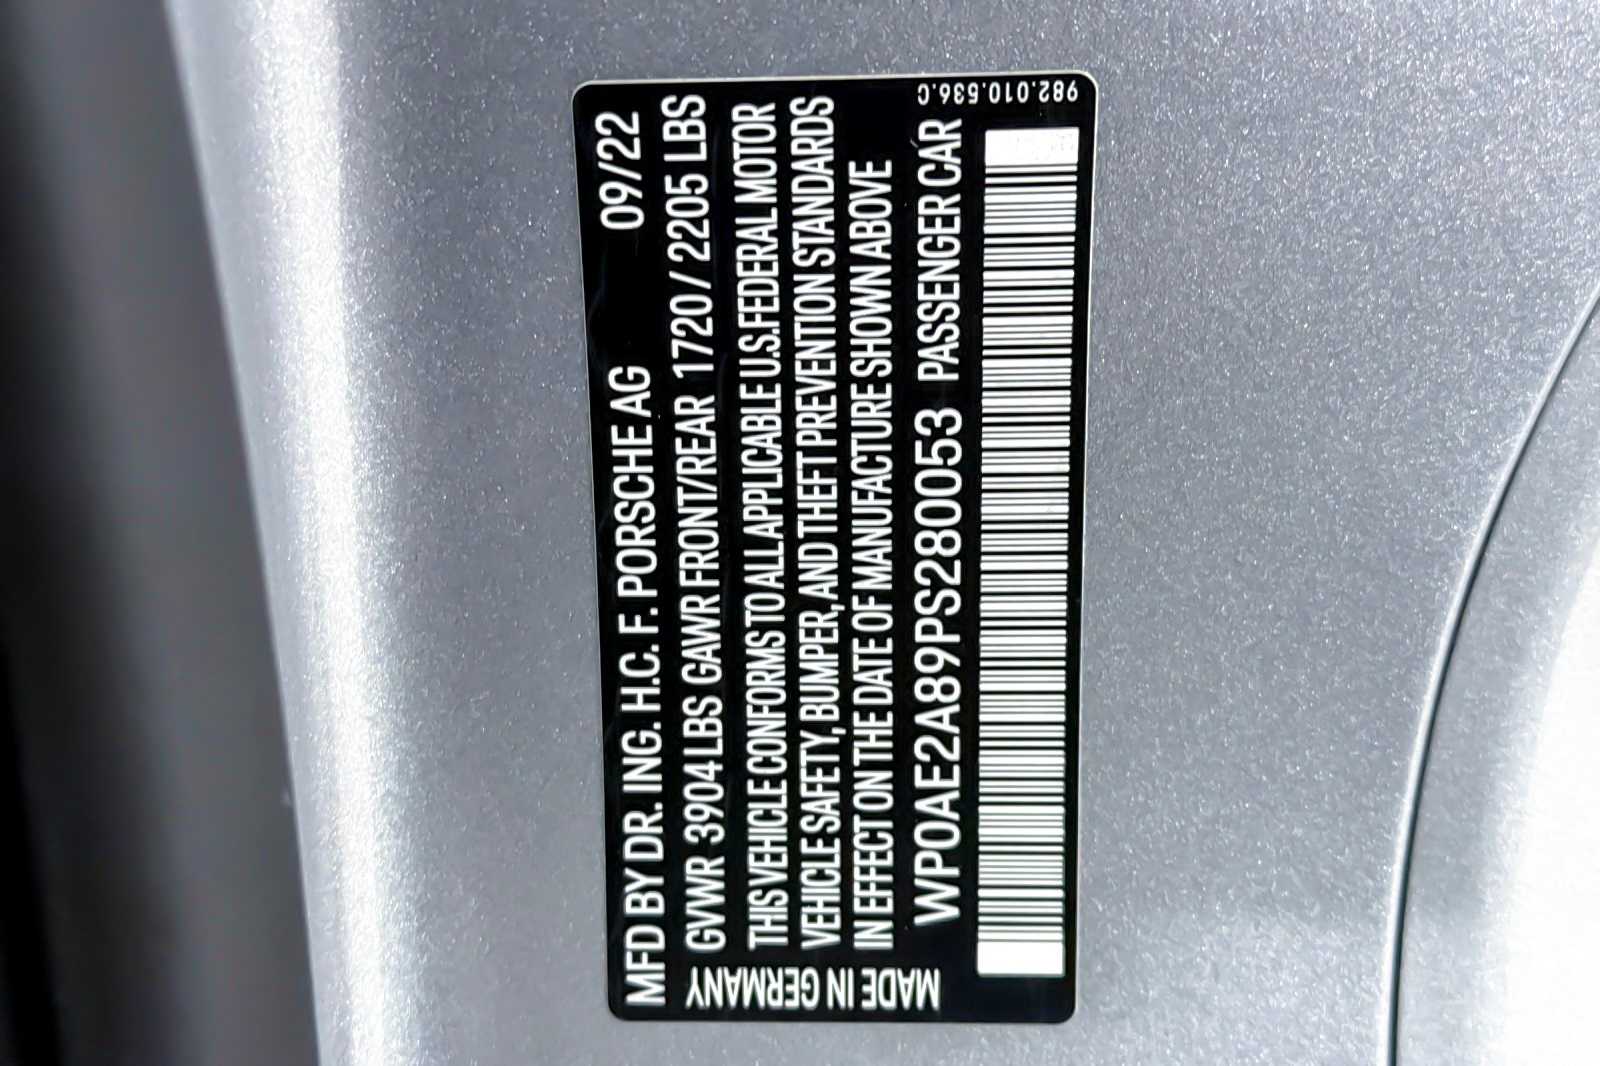 MFD BY DR. ING. H.C. F. PORSCHE AG 09/22
GVWR 3904 LBS GAWR FRONT/REAR 1720 / 2205 LBS
THIS VEHICLE CONFORMS TO ALL APPLICABLE U.S. FEDERAL MOTOR
VEHICLE SAFETY, BUMPER, AND THEFT PREVENTION STANDARDS
IN EFFECT ON THE DATE OF MANUFACTURE SHOWN ABOVE
WP0AE2A89PS280053 PASSENGER CAR
MADE IN GERMANY
982.010.536.C